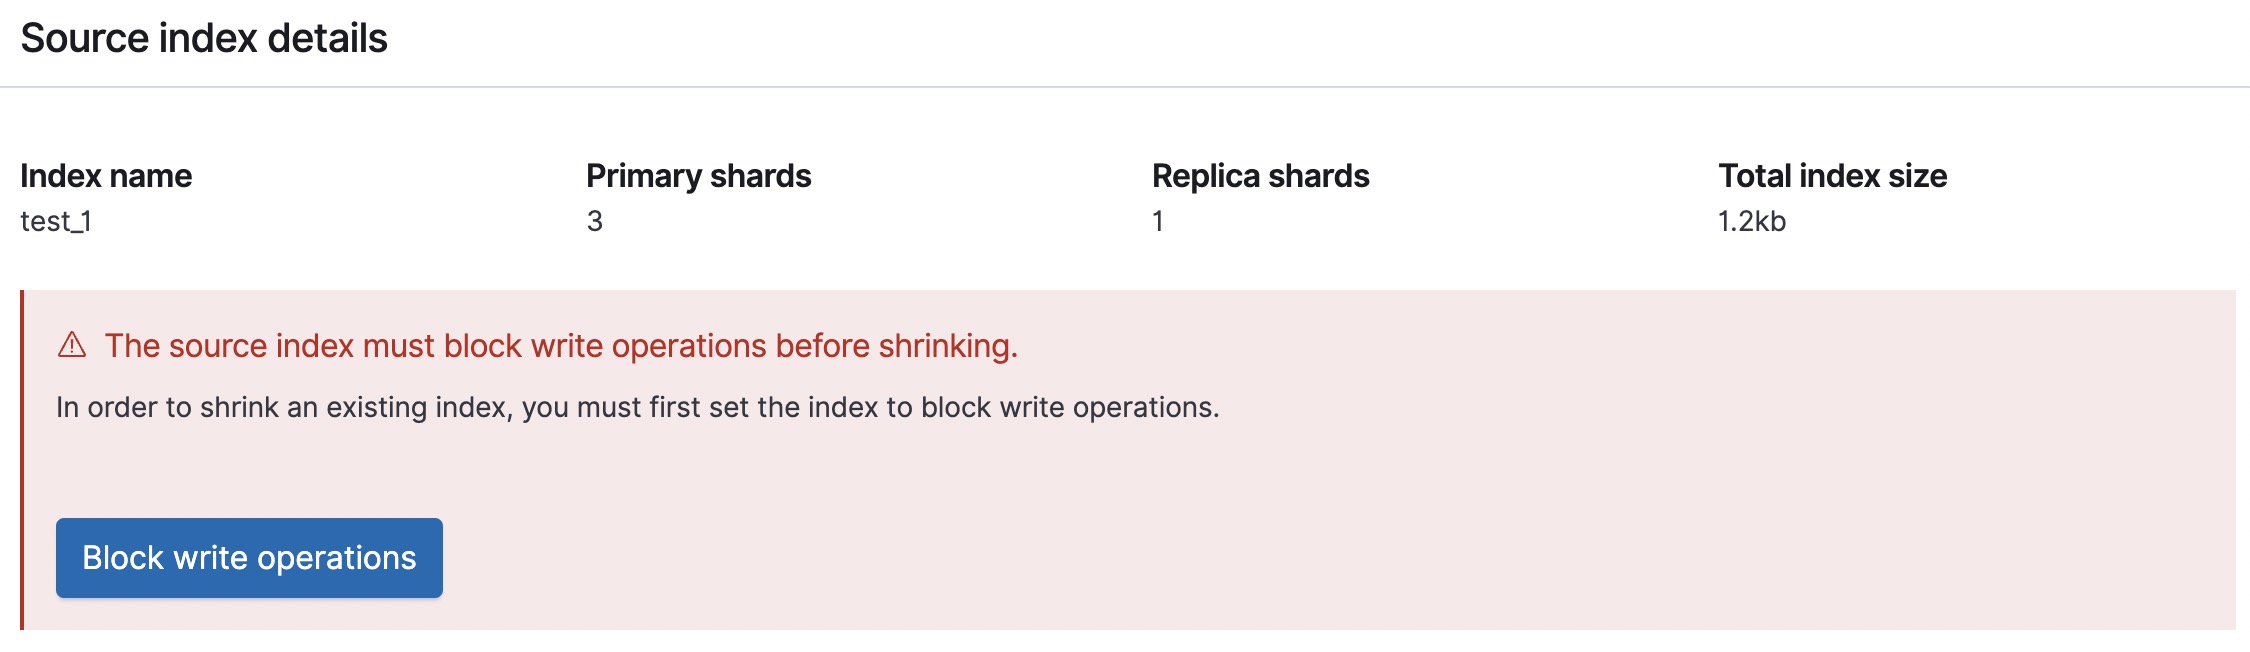 Source index details
Index name
test_1
Primary shards
3
Replica shards
1
Total index size
1.2kb
The source index must block write operations before shrinking.
In order to shrink an existing index, you must first set the index to block write operations.
Block write operations